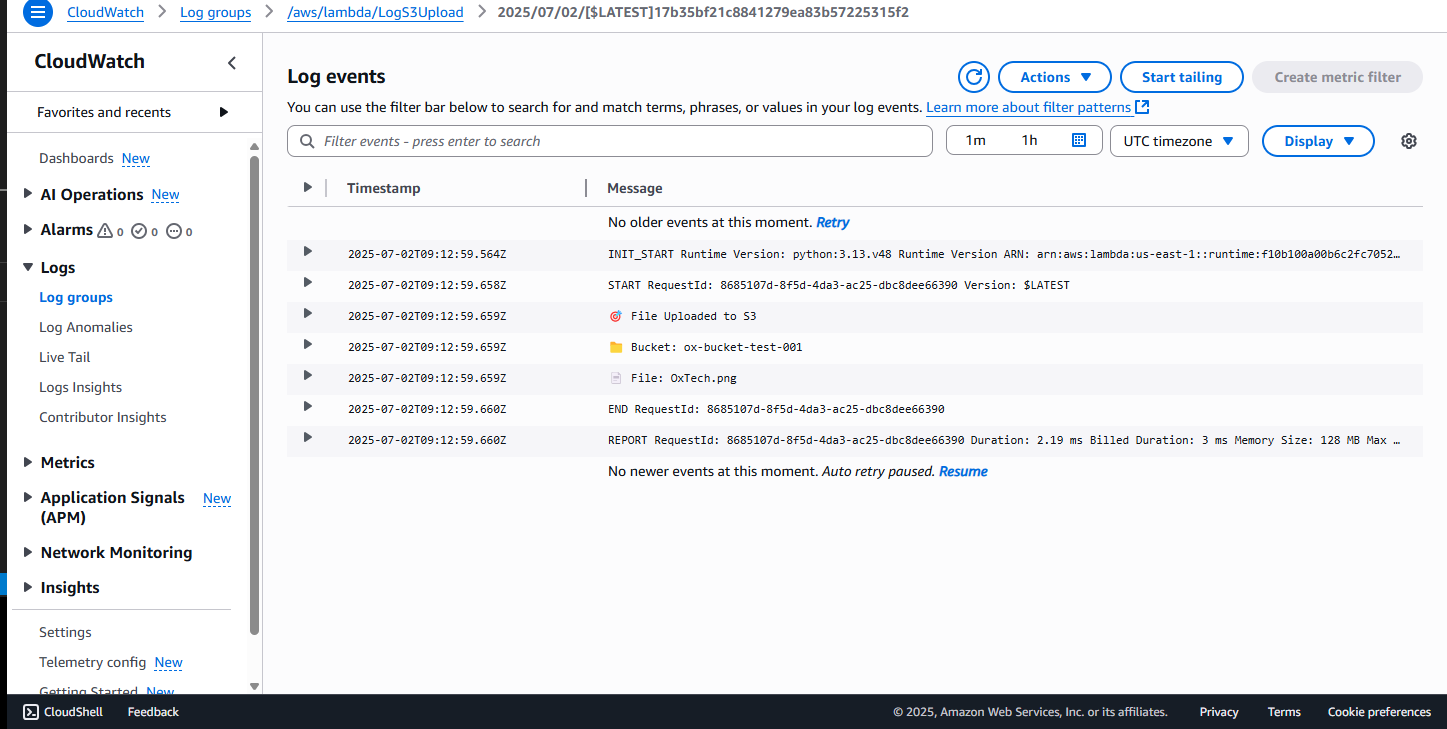 CloudWatch
Log groups
/aws/lambda/LogS3Upload
2025/07/02/[$LATEST]17b35bf21c8841279ea83b57225315f2
CloudWatch
Favorites and recents
Dashboards New
AI Operations New
Alarms 0 0 0
Logs
Log groups
Log Anomalies
Live Tail
Logs Insights
Contributor Insights
Metrics
Application Signals New
(APM)
Network Monitoring
Insights
Settings
Telemetry config New
Getting Started New
Log events
Actions
Start tailing
Create metric filter
You can use the filter bar below to search for and match terms, phrases, or values in your log events. Learn more about filter patterns
Filter events - press enter to search
1m 1h
UTC timezone
Display
Timestamp Message
No older events at this moment. Retry
2025-07-02T09:12:59.564Z INIT_START Runtime Version: python:3.13.v48 Runtime Version ARN: arn:aws:lambda:us-east-1::runtime:f10b100a00b6c2fc7052…
2025-07-02T09:12:59.658Z START RequestId: 8685107d-8f5d-4da3-ac25-dbc8dee66390 Version: $LATEST
2025-07-02T09:12:59.659Z 🎯 File Uploaded to S3
2025-07-02T09:12:59.659Z 📁 Bucket: ox-bucket-test-001
2025-07-02T09:12:59.659Z 📄 File: OxTech.png
2025-07-02T09:12:59.660Z END RequestId: 8685107d-8f5d-4da3-ac25-dbc8dee66390
2025-07-02T09:12:59.660Z REPORT RequestId: 8685107d-8f5d-4da3-ac25-dbc8dee66390 Duration: 2.19 ms Billed Duration: 3 ms Memory Size: 128 MB Max …
No newer events at this moment. Auto retry paused. Resume
CloudShell
Feedback
© 2025, Amazon Web Services, Inc. or its affiliates.
Privacy
Terms
Cookie preferences